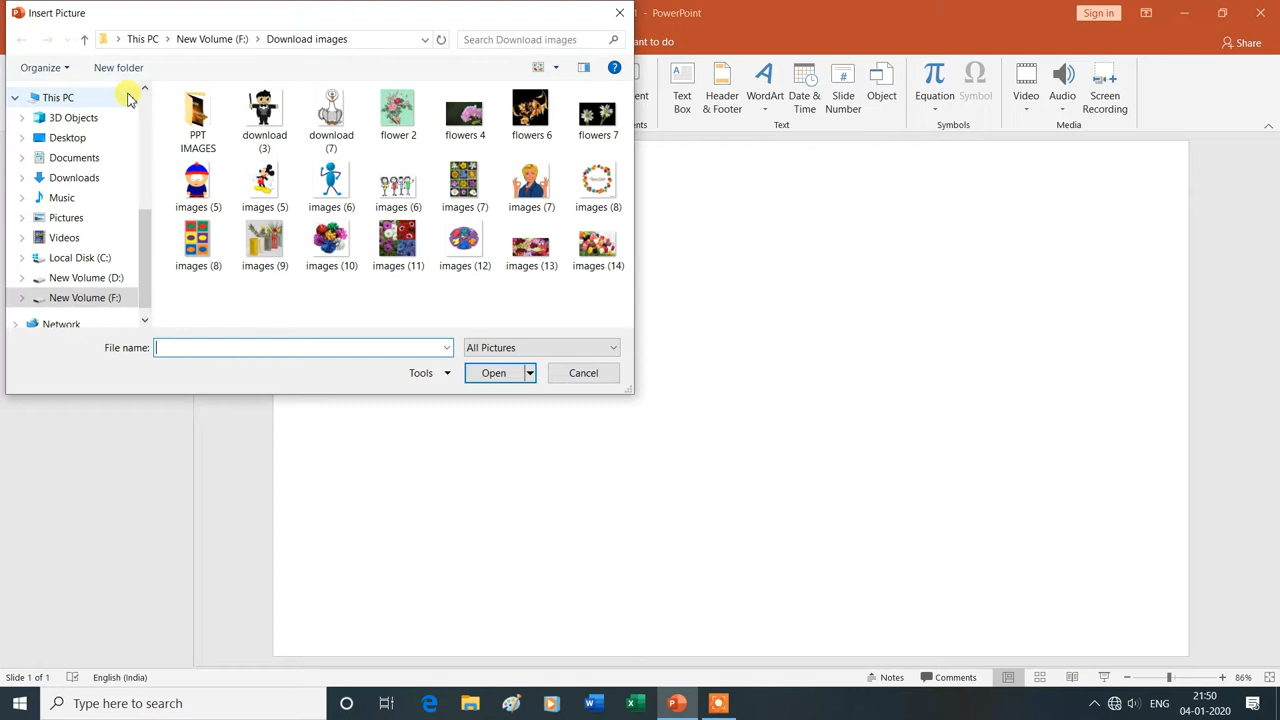 Insert Picture
1 - PowerPoint
Sign in
This PC
New Volume (F:)
Download images
Search Download images
want to do
Share
Organize
New folder
?
This PC
3D Objects
Desktop
Documents
Downloads
Music
Pictures
Videos
Local Disk (C:)
New Volume (D:)
New Volume (F:)
Network
PPT IMAGES
download (3)
download (7)
flower 2
flowers 4
flowers 6
flowers 7
images (5)
images (5)
images (6)
images (6)
images (7)
images (7)
images (8)
images (8)
images (9)
images (10)
images (11)
images (12)
images (13)
images (14)
File name:
All Pictures
Tools
Open
Cancel
Text Box
Header & Footer
WordArt
Date & Time
Slide Number
Object
Equation
Symbol
Video
Audio
Screen Recording
Text
Symbols
Media
Slide 1 of 1
English (India)
Notes
Comments
86%
Type here to search
ENG
21:50
04-01-2020